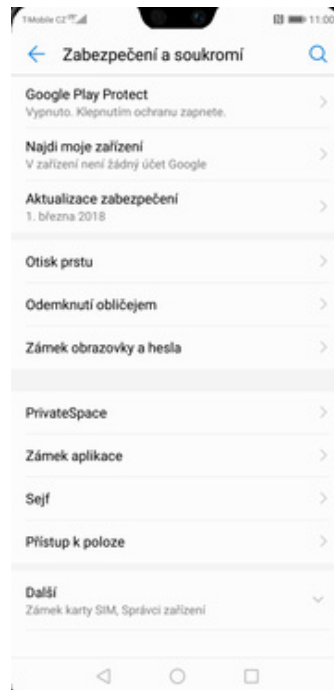 T-Mobile CZ
11:00
Zabezpečení a soukromí
Google Play Protect
Vypnuto. Klepnutím ochranu zapnete.
Najdi moje zařízení
V zařízení není žádný účet Google
Aktualizace zabezpečení
1. března 2018
Otisk prstu
Odemknutí obličejem
Zámek obrazovky a hesla
PrivateSpace
Zámek aplikace
Sejf
Přístup k poloze
Další
Zámek karty SIM, Správci zařízení